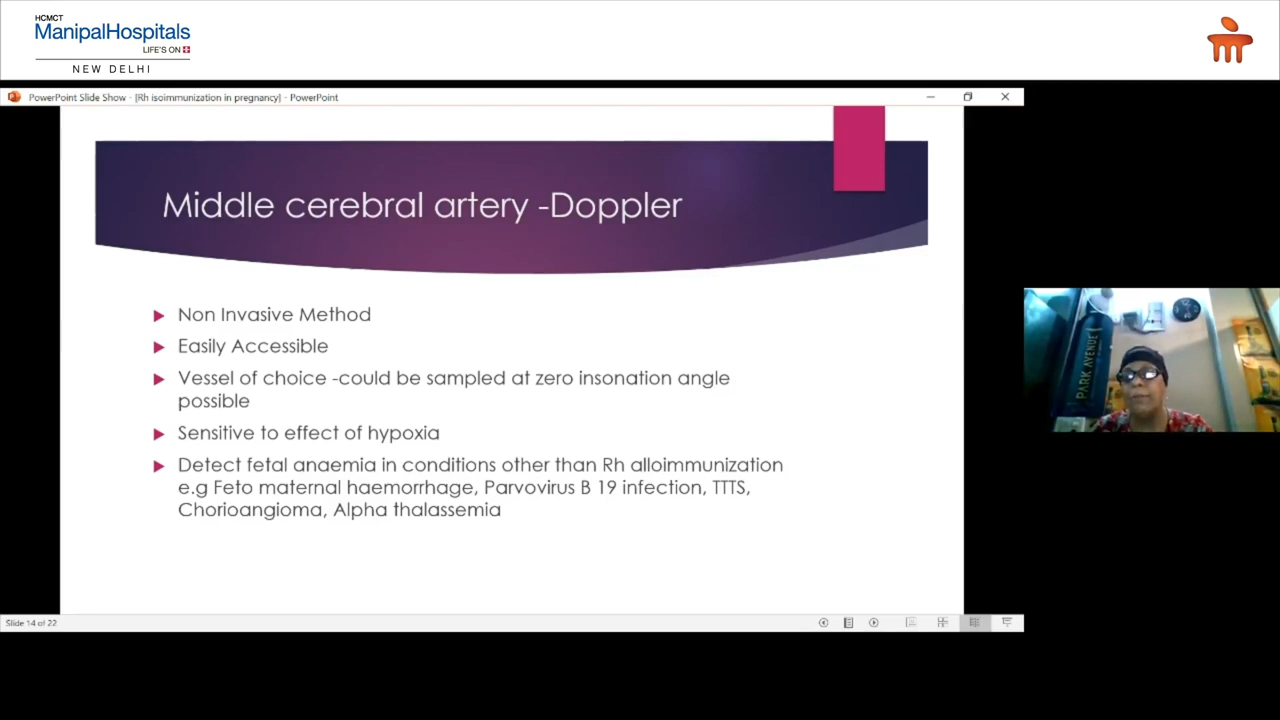 HCMCT
ManipalHospitals
LIFE'S ON
NEW DELHI
PowerPoint Slide Show - [Rh isoimmunization in pregnancy] - PowerPoint
Middle cerebral artery -Doppler
Non Invasive Method
Easily Accessible
Vessel of choice -could be sampled at zero insonation angle
possible
Sensitive to effect of hypoxia
Detect fetal anaemia in conditions other than Rh alloimmunization
e.g Feto maternal haemorrhage, Parvovirus B 19 infection, TTTS,
Chorioangioma, Alpha thalassemia
PARK AVENUE
Slide 14 of 22